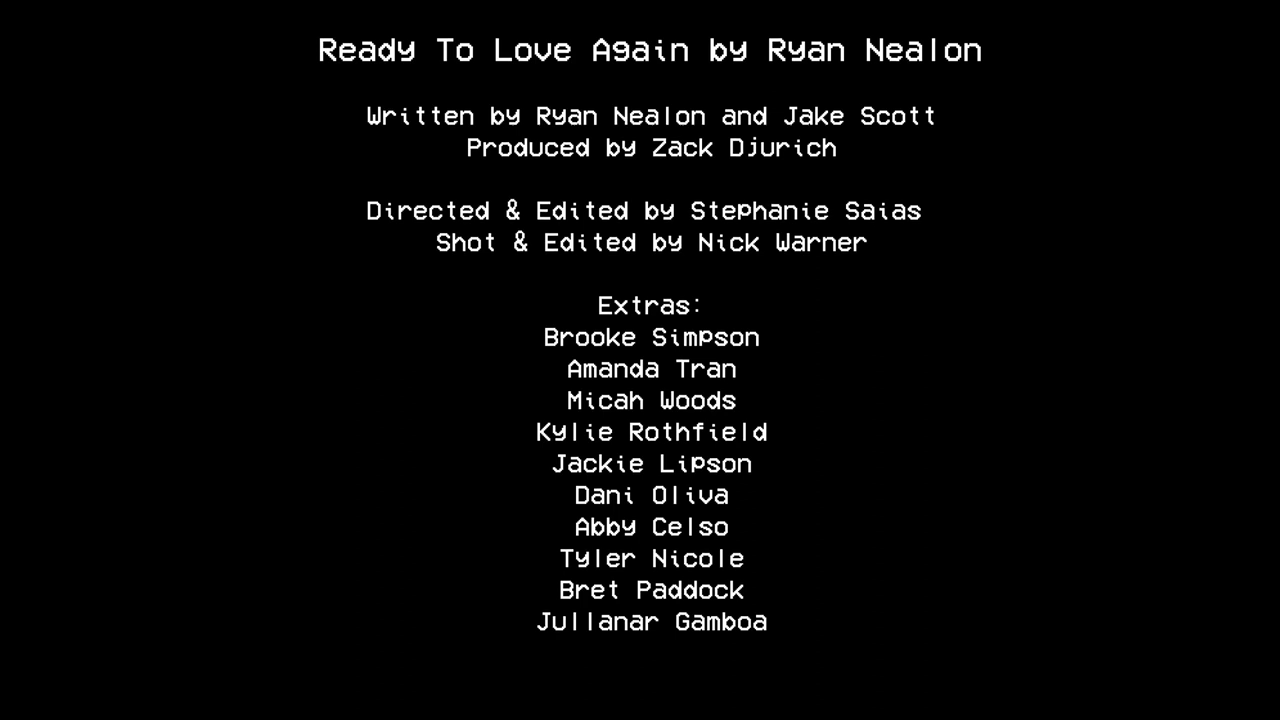 Ready To Love Again by Ryan Nealon
Written by Ryan Nealon and Jake Scott
Produced by Zack Djurich
Directed & Edited by Stephanie Saias
Shot & Edited by Nick Warner
Extras:
Brooke Simpson
Amanda Tran
Micah Woods
Kylie Rothfield
Jackie Lipson
Dani Oliva
Abby Celso
Tyler Nicole
Bret Paddock
Jullanar Gamboa